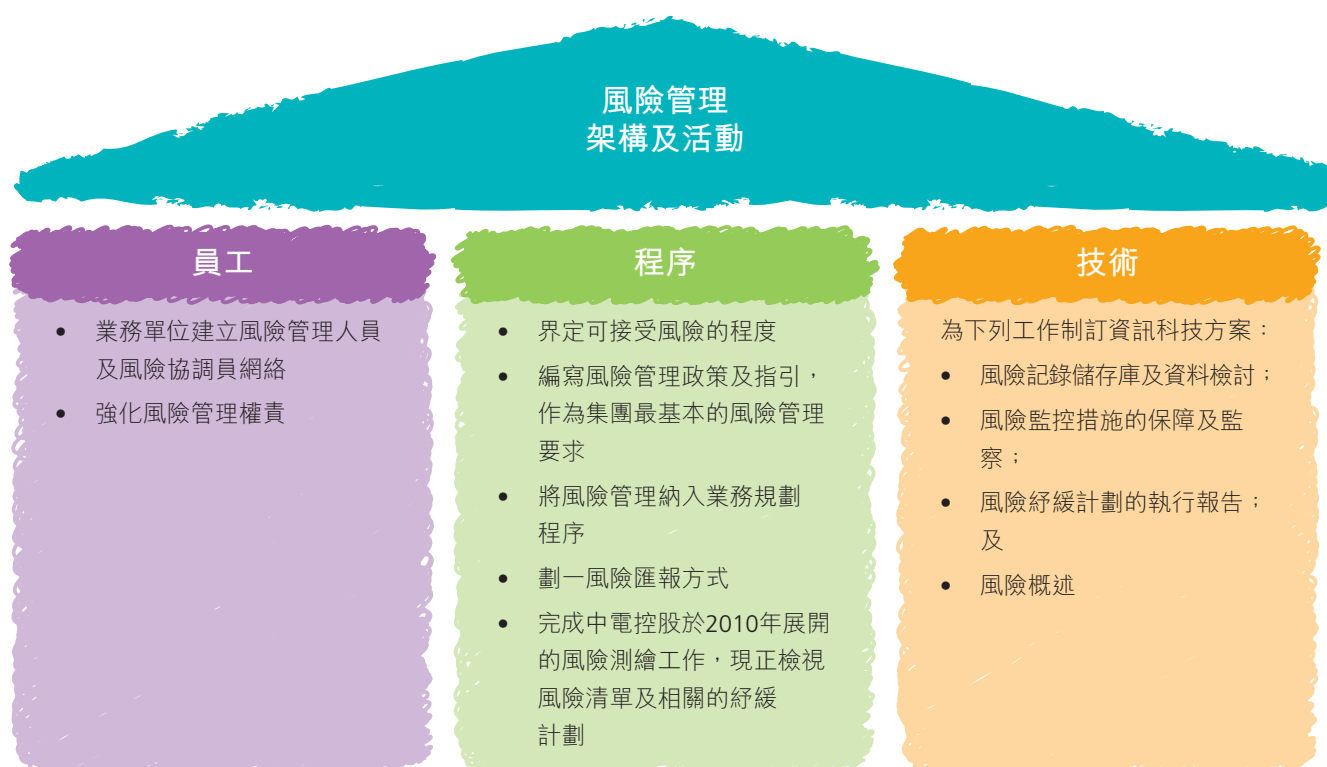 風險管理
架構及活動
員工
• 業務單位建立風險管理人員
及風險協調員網絡
• 強化風險管理權責
程序
• 界定可接受風險的程度
• 編寫風險管理政策及指引，
作為集團最基本的風險管理
要求
• 將風險管理納入業務規劃
程序
• 劃一風險匯報方式
• 完成中電控股於2010年展開
的風險測繪工作，現正檢視
風險清單及相關的紓緩
計劃
技術
為下列工作制訂資訊科技方案：
• 風險記錄儲存庫及資料檢討；
• 風險監控措施的保障及監
察；
• 風險紓緩計劃的執行報告；
及
• 風險概述